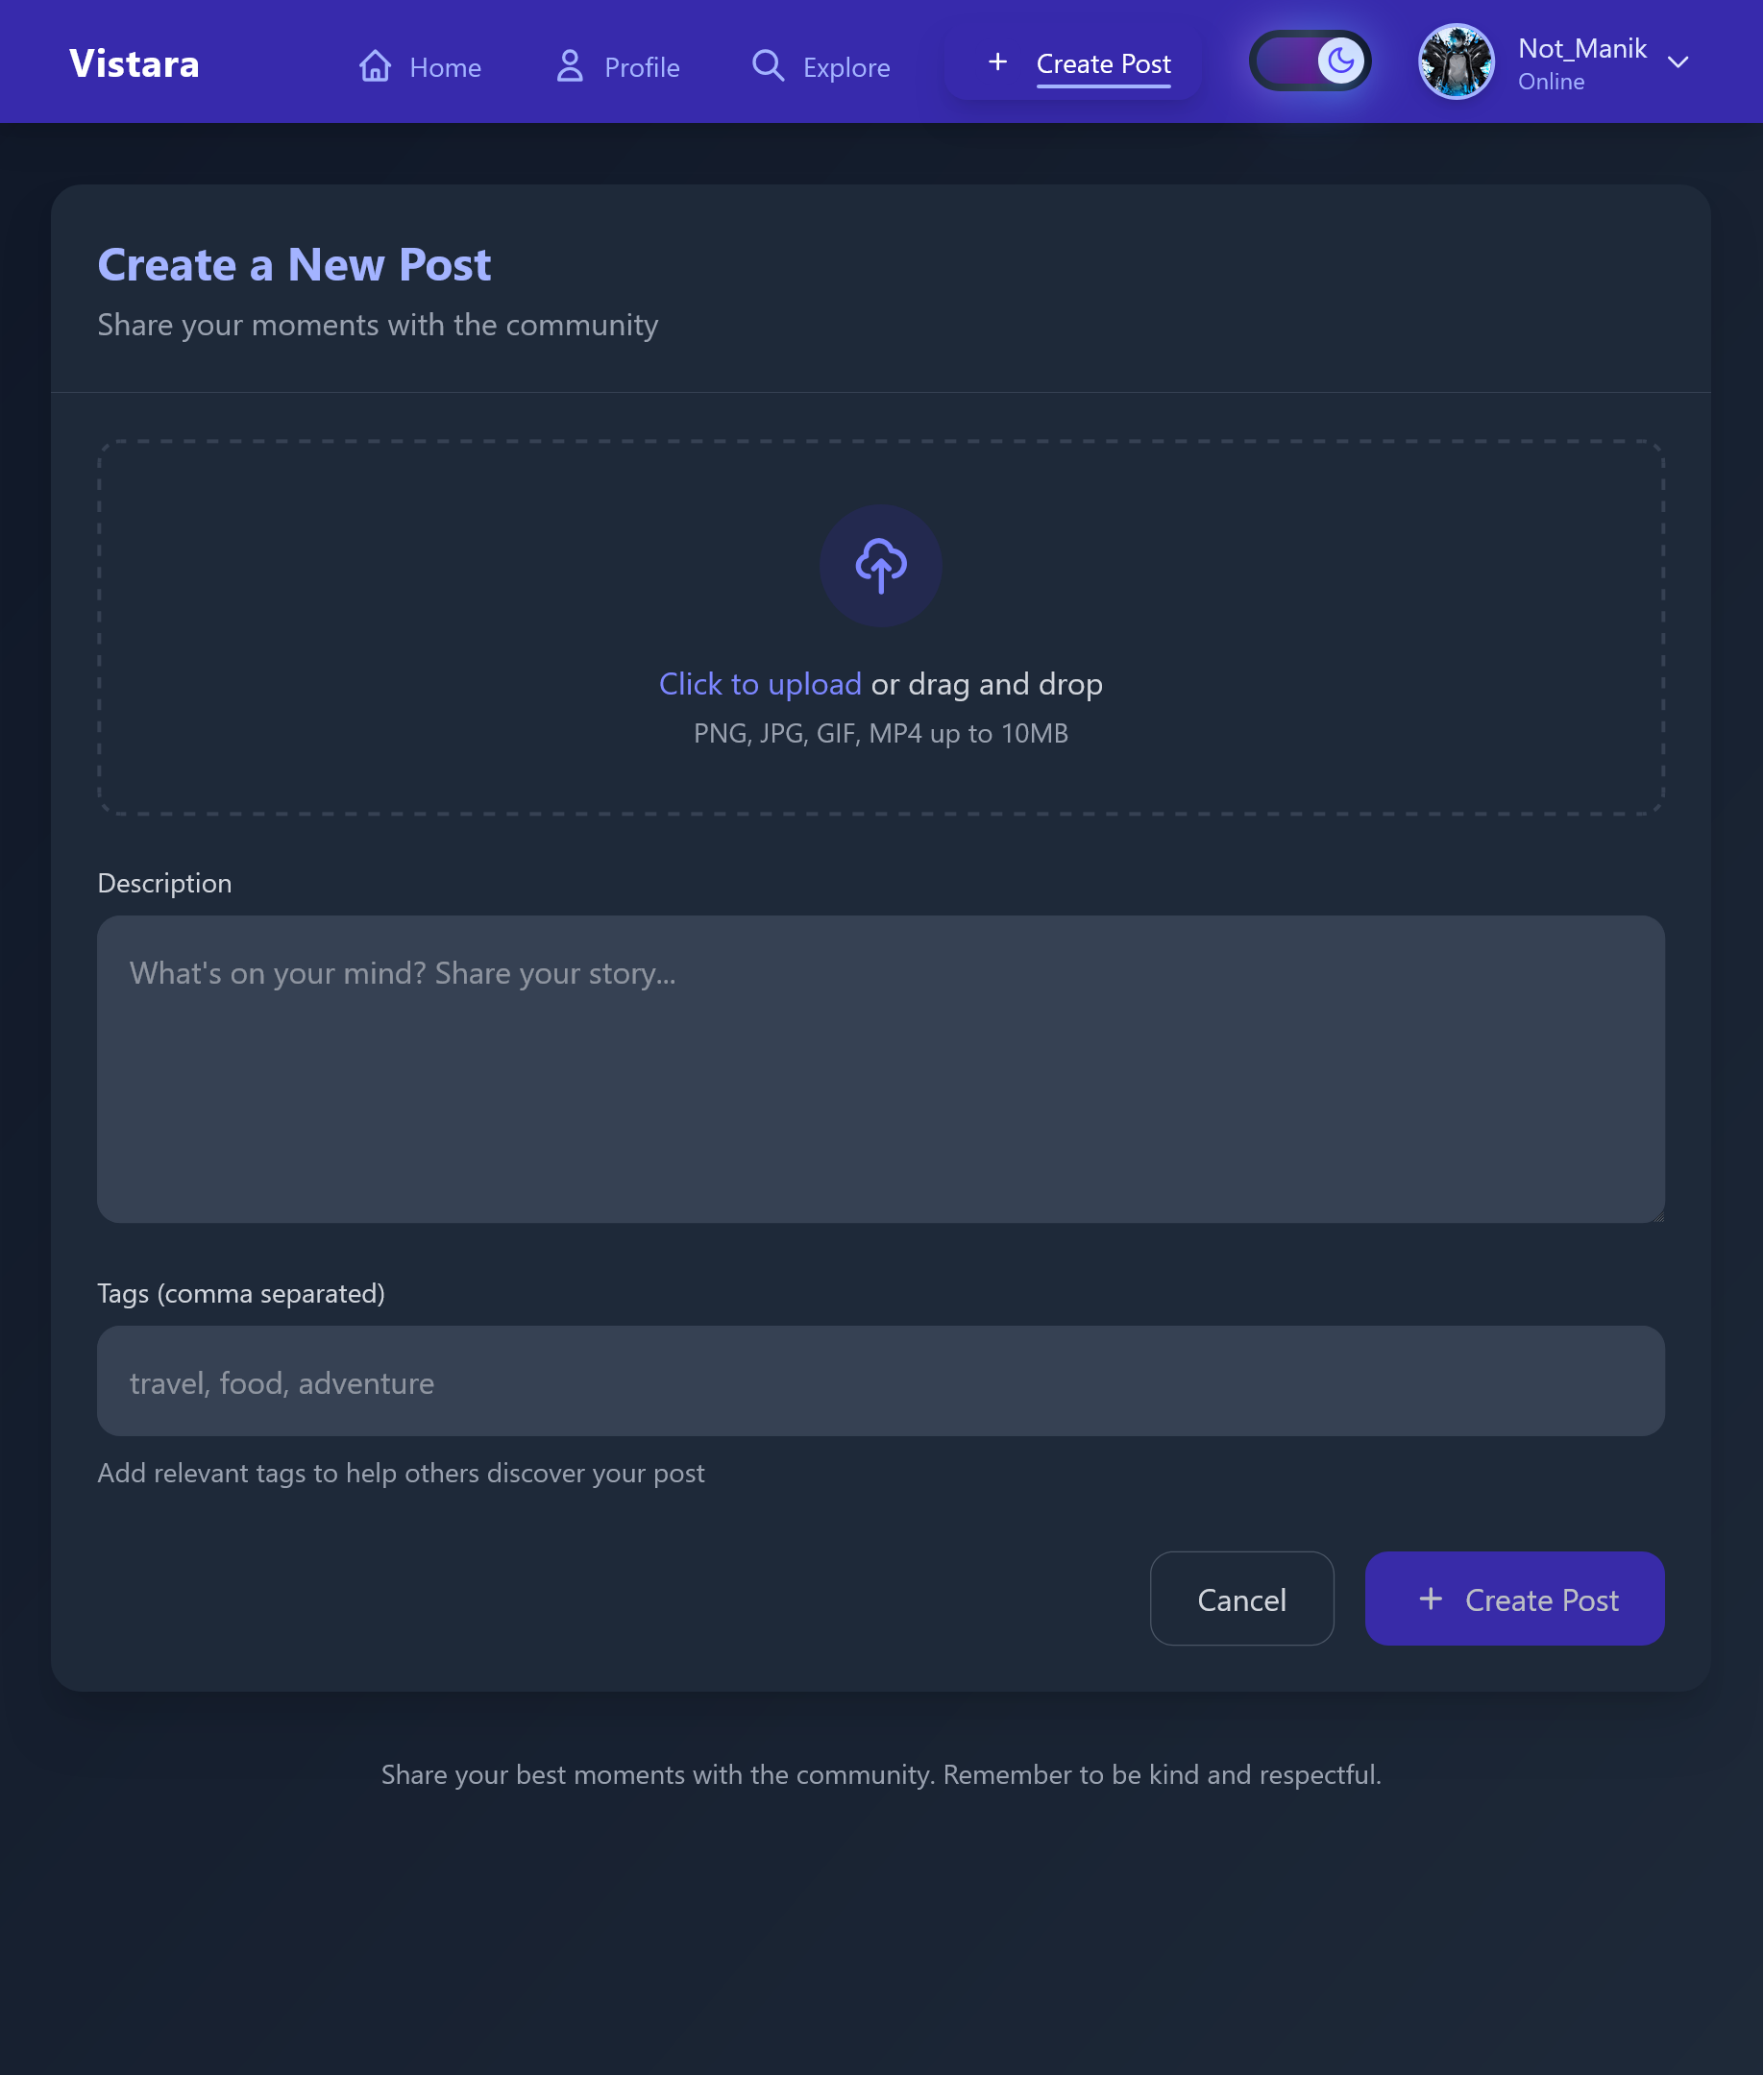 Vistara
Home
Profile
Explore
+ Create Post
Not_Manik
Online
Create a New Post
Share your moments with the community
Click to upload or drag and drop
PNG, JPG, GIF, MP4 up to 10MB
Description
What's on your mind? Share your story...
Tags (comma separated)
travel, food, adventure
Add relevant tags to help others discover your post
Cancel
+ Create Post
Share your best moments with the community. Remember to be kind and respectful.